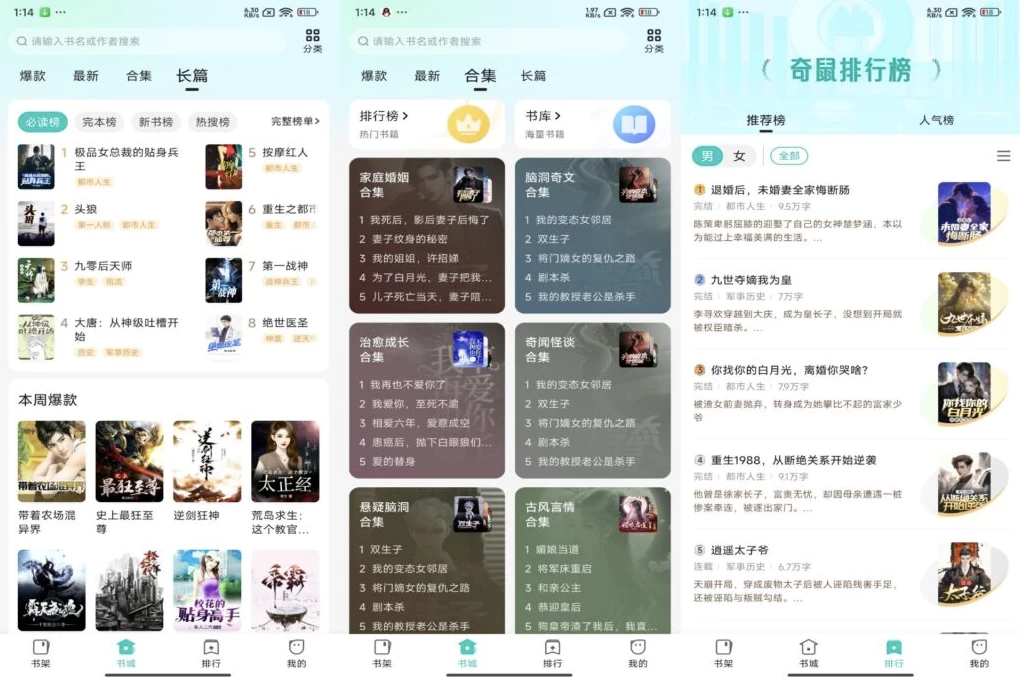 1:14
6.30 KB/s
18
请输入书名或作者搜索
分类
爆款 最新 合集 长篇
必读榜 完本榜 新书榜 热搜榜 完整榜单>
1 极品女总裁的贴身兵王
都市人生
2 头狼
第一人称 都市人生
3 九零后天师
学生
4 大唐：从神级吐槽开始
历史 军事历史
5 按摩红人
都市人生
6 重生之都市
重生
7 第一战神
战神兵王
8 绝世医圣
神医 逆天
本周爆款
带着农场混异界
史上最狂至尊
逆剑狂神
荒岛求生：这个教官...
书架 书城 排行 我的
1:14
1.97 KB/s
18
请输入书名或作者搜索
分类
爆款 最新 合集 长篇
排行榜>
热门书籍
书库>
海量书籍
家庭婚姻
合集
1 我死后，影后妻子后悔了
2 妻子纹身的秘密
3 我的姐姐，许招娣
4 为了白月光，妻子把我...
5 儿子死亡当天，妻子陪...
脑洞奇文
合集
1 我的变态女邻居
2 双生子
3 将门嫡女的复仇之路
4 剧本杀
5 我的教授老公是杀手
治愈成长
合集
1 我再也不爱你了
2 我爱你，至死不渝
3 相爱六年，爱意成空
4 患癌后，抛下白眼狼们...
5 爱的替身
奇闻怪谈
合集
1 我的变态女邻居
2 双生子
3 将门嫡女的复仇之路
4 剧本杀
5 我的教授老公是杀手
悬疑脑洞
合集
1 双生子
2 我的变态女邻居
3 将门嫡女的复仇之路
4 剧本杀
5 我的教授老公是杀手
古风言情
合集
1 媚娘当道
2 将军床重启
3 和亲公主
4 恭迎皇后
5 狗皇帝渣了我后，我直...
书架 书城 排行 我的
1:14
6.30 KB/s
18
奇鼠排行榜
推荐榜 人气榜
男 女 全部
1 退婚后，未婚妻全家悔断肠
完结 都市人生 9.5万字
陈策卑躬屈膝的迎娶了自己的女神楚梦涵，本以
为能过上幸福美满的生活。...
2 九世夺嫡我为皇
完结 军事历史 7万字
李寻欢穿越到大庆，成为皇长子，没想到开局就
被权臣暗杀。...
3 你找你的白月光，离婚你哭啥？
完结 都市人生 7.9万字
被渣女前妻抛弃，转身成为她攀比不起的富家少
爷
4 重生1988，从断绝关系开始逆袭
完结 都市人生 9.1万字
他曾是徐家长子，富贵无忧，却因母亲遭遇一桩
惨案牵连，被逐出家门。...
5 逍遥太子爷
连载 军事历史 6.7万字
天崩开局，穿成废物太子后被人诬陷残害手足，
还被诬陷与叛贼勾结。...
书架 书城 排行 我的